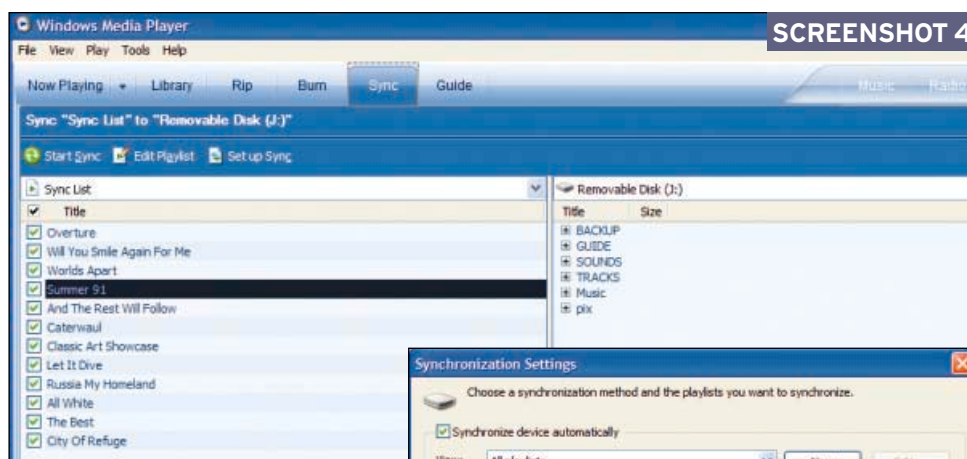 Windows Media Player
SCREENSHOT 4
File View Play Tools Help
Now Playing Library Rip Burn Sync Guide Music Radio
Sync "Sync List" to "Removable Disk (J:)"
Start Sync Edit Playlist Set up Sync
Sync List
Title
Overture
Will You Smile Again For Me
Worlds Apart
Summer 91
And The Rest Will Follow
Caterwaul
Classic Art Showcase
Let It Dive
Russia My Homeland
All White
The Best
City Of Refuge
Removable Disk (J:)
Title Size
BACKUP
GUIDE
SOUNDS
TRACKS
Music
pix
Synchronization Settings
Choose a synchronization method and the playlists you want to synchronize.
Synchronize device automatically